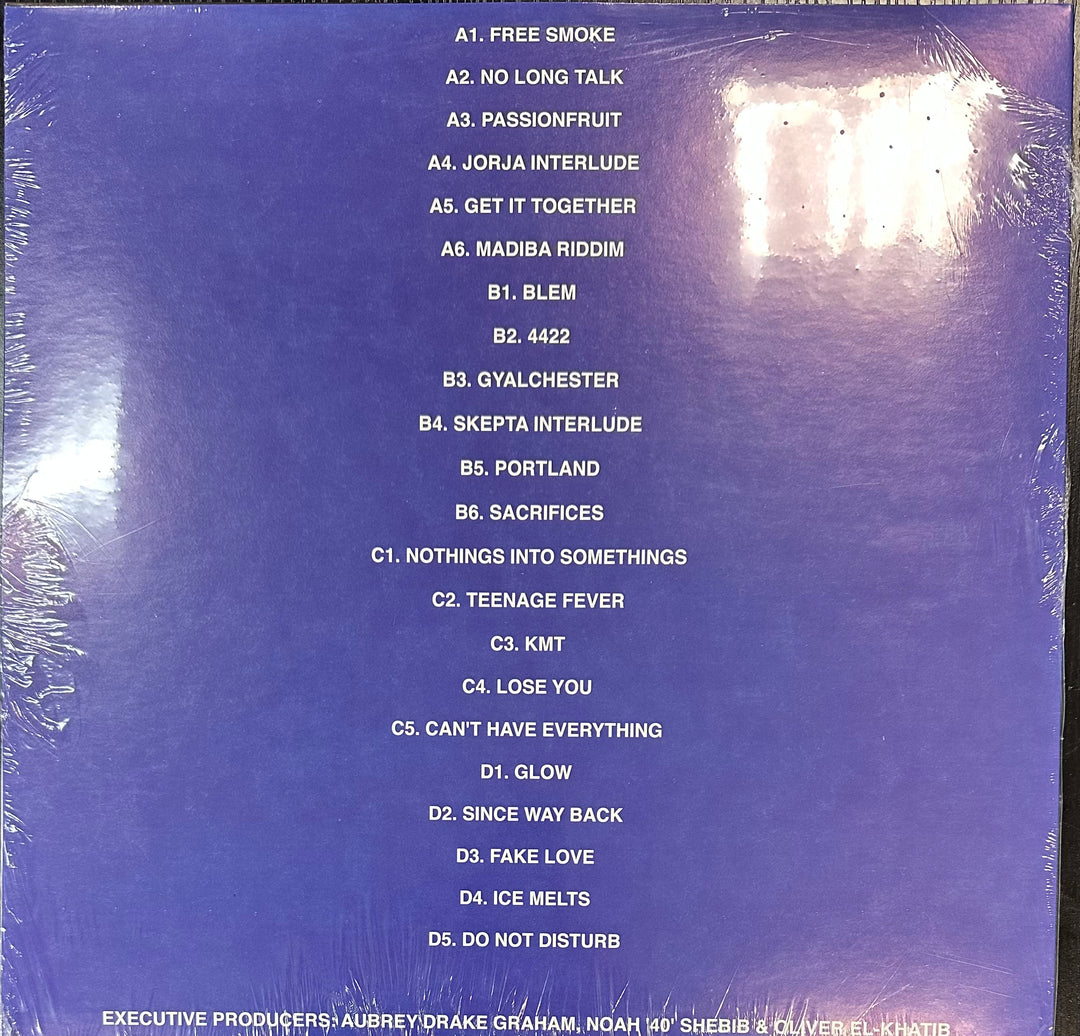 A1. FREE SMOKE
A2. NO LONG TALK
A3. PASSIONFRUIT
A4. JORJA INTERLUDE
A5. GET IT TOGETHER
A6. MADIBA RIDDIM
B1. BLEM
B2. 4422
B3. GYALCHESTER
B4. SKEPTA INTERLUDE
B5. PORTLAND
B6. SACRIFICES
C1. NOTHINGS INTO SOMETHINGS
C2. TEENAGE FEVER
C3. KMT
C4. LOSE YOU
C5. CAN'T HAVE EVERYTHING
D1. GLOW
D2. SINCE WAY BACK
D3. FAKE LOVE
D4. ICE MELTS
D5. DO NOT DISTURB
EXECUTIVE PRODUCERS: AUBREY DRAKE GRAHAM, NOAH '40' SHEBIB & OLIVER EL-KHATIB